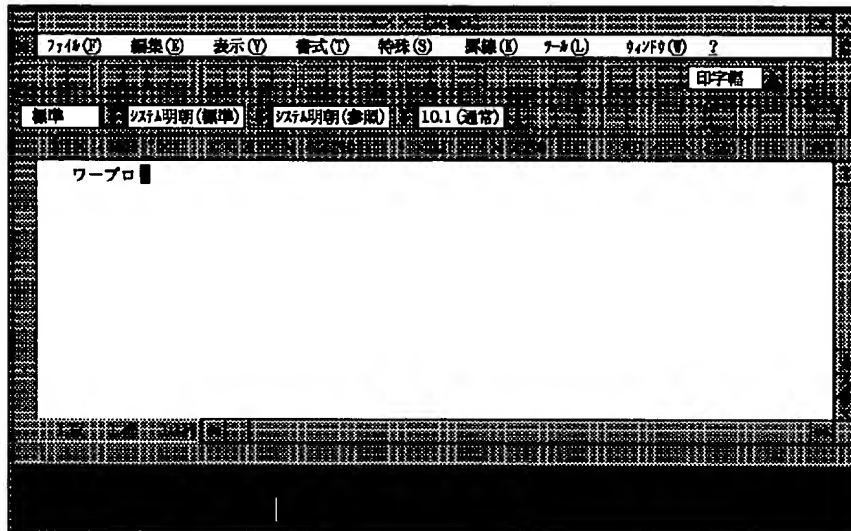 ファイル(F) 編集(E) 表示(V) 書式(T) 特殊(S) 罫線(K) ツール(L) ウィンドウ(W) ?
印字幅
標準 システム明朝(標準) システム明朝(参照) 10.1 (通常)
ワープロ